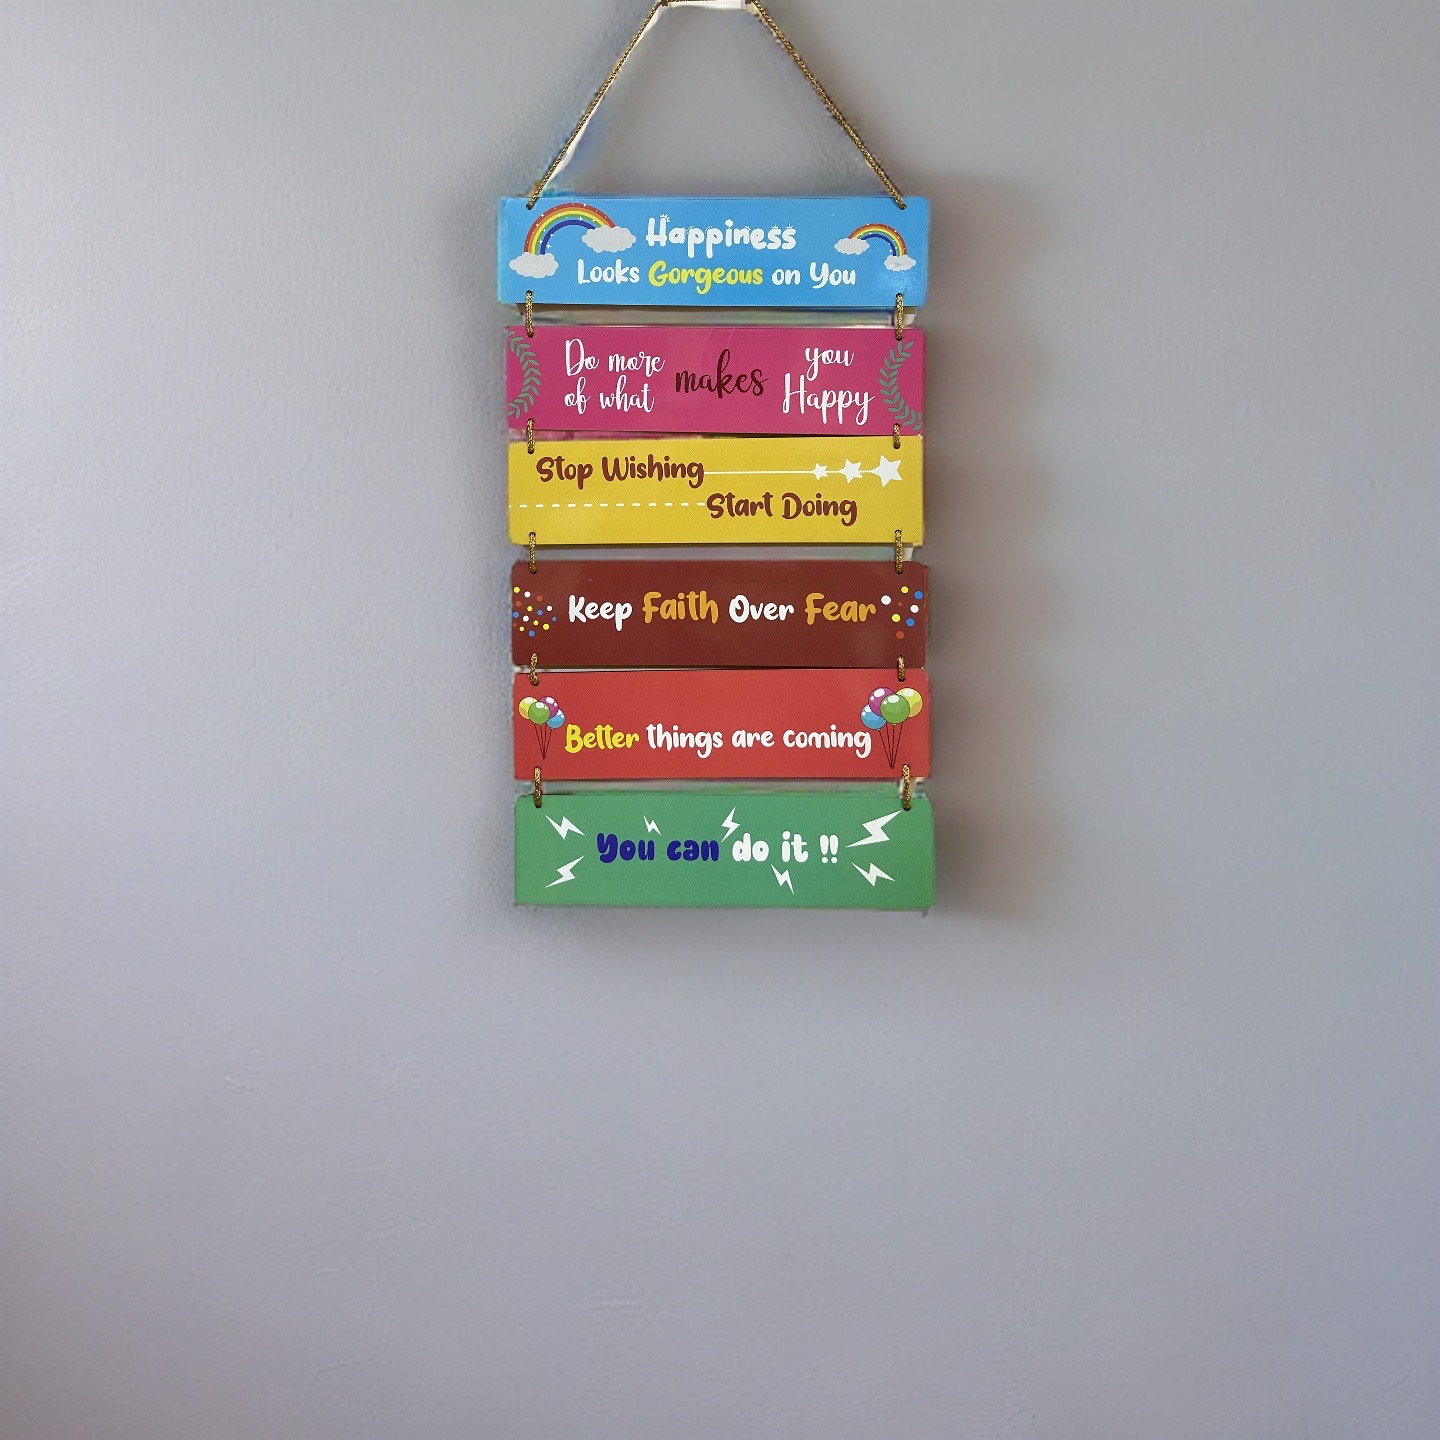 Happiness
Looks Gorgeous on You
Do more
of what
makes
you
Happy
Stop Wishing
Start Doing
Keep Faith Over Fear
Better things are coming
You can do it !!